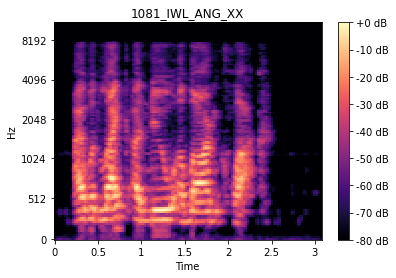 1081_IWL_ANG_XX
+0 dB
8192
-10 dB
4096
-20 dB
-30 dB
2048
Hz
-40 dB
1024
-50 dB
512
-60 dB
-70 dB
0
-80 dB
0 0.5 1 1.5 2 2.5 3
Time